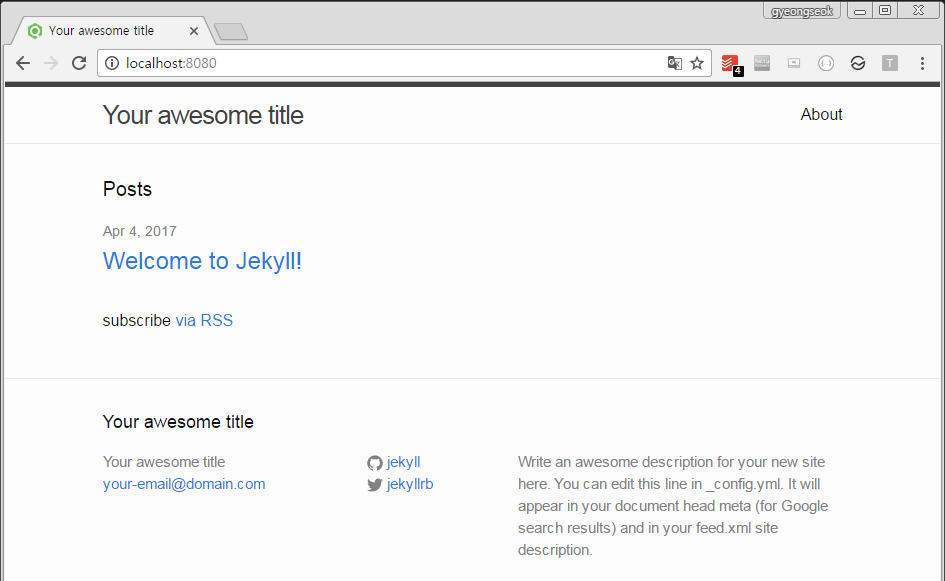 gyeongseok
Your awesome title
localhost:8080
4
T
Your awesome title
About
Posts
Apr 4, 2017
Welcome to Jekyll!
subscribe via RSS
Your awesome title
Your awesome title
your-email@domain.com
jekyll
jekyllrb
Write an awesome description for your new site
here. You can edit this line in _config.yml. It will
appear in your document head meta (for Google
search results) and in your feed.xml site
description.